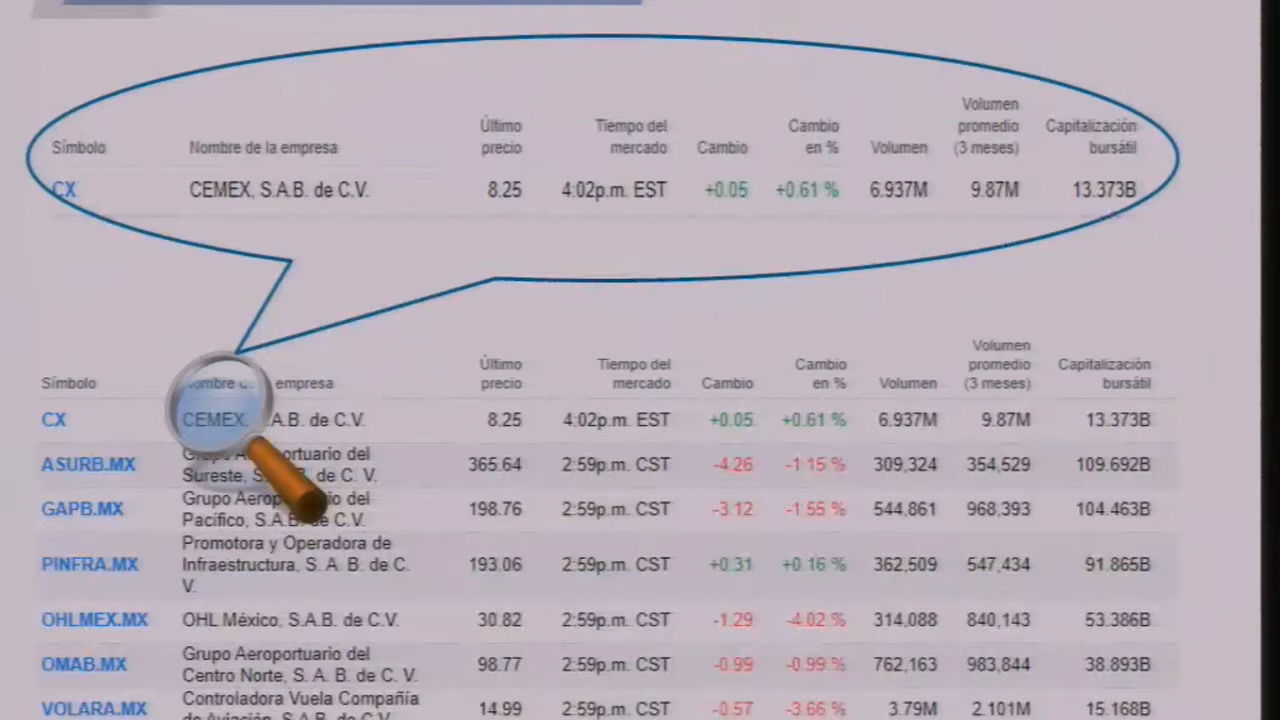 Símbolo Nombre de la empresa Último precio Tiempo del mercado Cambio Cambio en % Volumen Volumen promedio (3 meses) Capitalización bursátil
CX CEMEX, S.A.B. de C.V. 8.25 4:02p.m. EST +0.05 +0.61 % 6.937M 9.87M 13.373B
Símbolo Nombre de empresa Último precio Tiempo del mercado Cambio Cambio en % Volumen Volumen promedio (3 meses) Capitalización bursátil
CX CEMEX, S.A.B. de C.V. 8.25 4:02p.m. EST +0.05 +0.61 % 6.937M 9.87M 13.373B
ASURB.MX Grupo Aeroportuario del Sureste, S. B. de C. V. 365.64 2:59p.m. CST -4.26 -1.15 % 309,324 354,529 109.692B
GAPB.MX Grupo Aeroportuario del Pacífico, S.A.B. de C.V. 198.76 2:59p.m. CST -3.12 -1.55 % 544,861 968,393 104.463B
PINFRA.MX Promotora y Operadora de Infraestructura, S. A. B. de C. V. 193.06 2:59p.m. CST +0.31 +0.16 % 362,509 547,434 91.865B
OHLMEX.MX OHL México, S.A.B. de C.V. 30.82 2:59p.m. CST -1.29 -4.02 % 314,088 840,143 53.386B
OMAB.MX Grupo Aeroportuario del Centro Norte, S. A. B. de C. V. 98.77 2:59p.m. CST -0.99 -0.99 % 762,163 983,844 38.893B
VOLARA.MX Controladora Vuela Compañía de Aviación, S.A.B. de C.V. 14.99 2:59p.m. CST -0.57 -3.66 % 3.79M 2.101M 15.168B